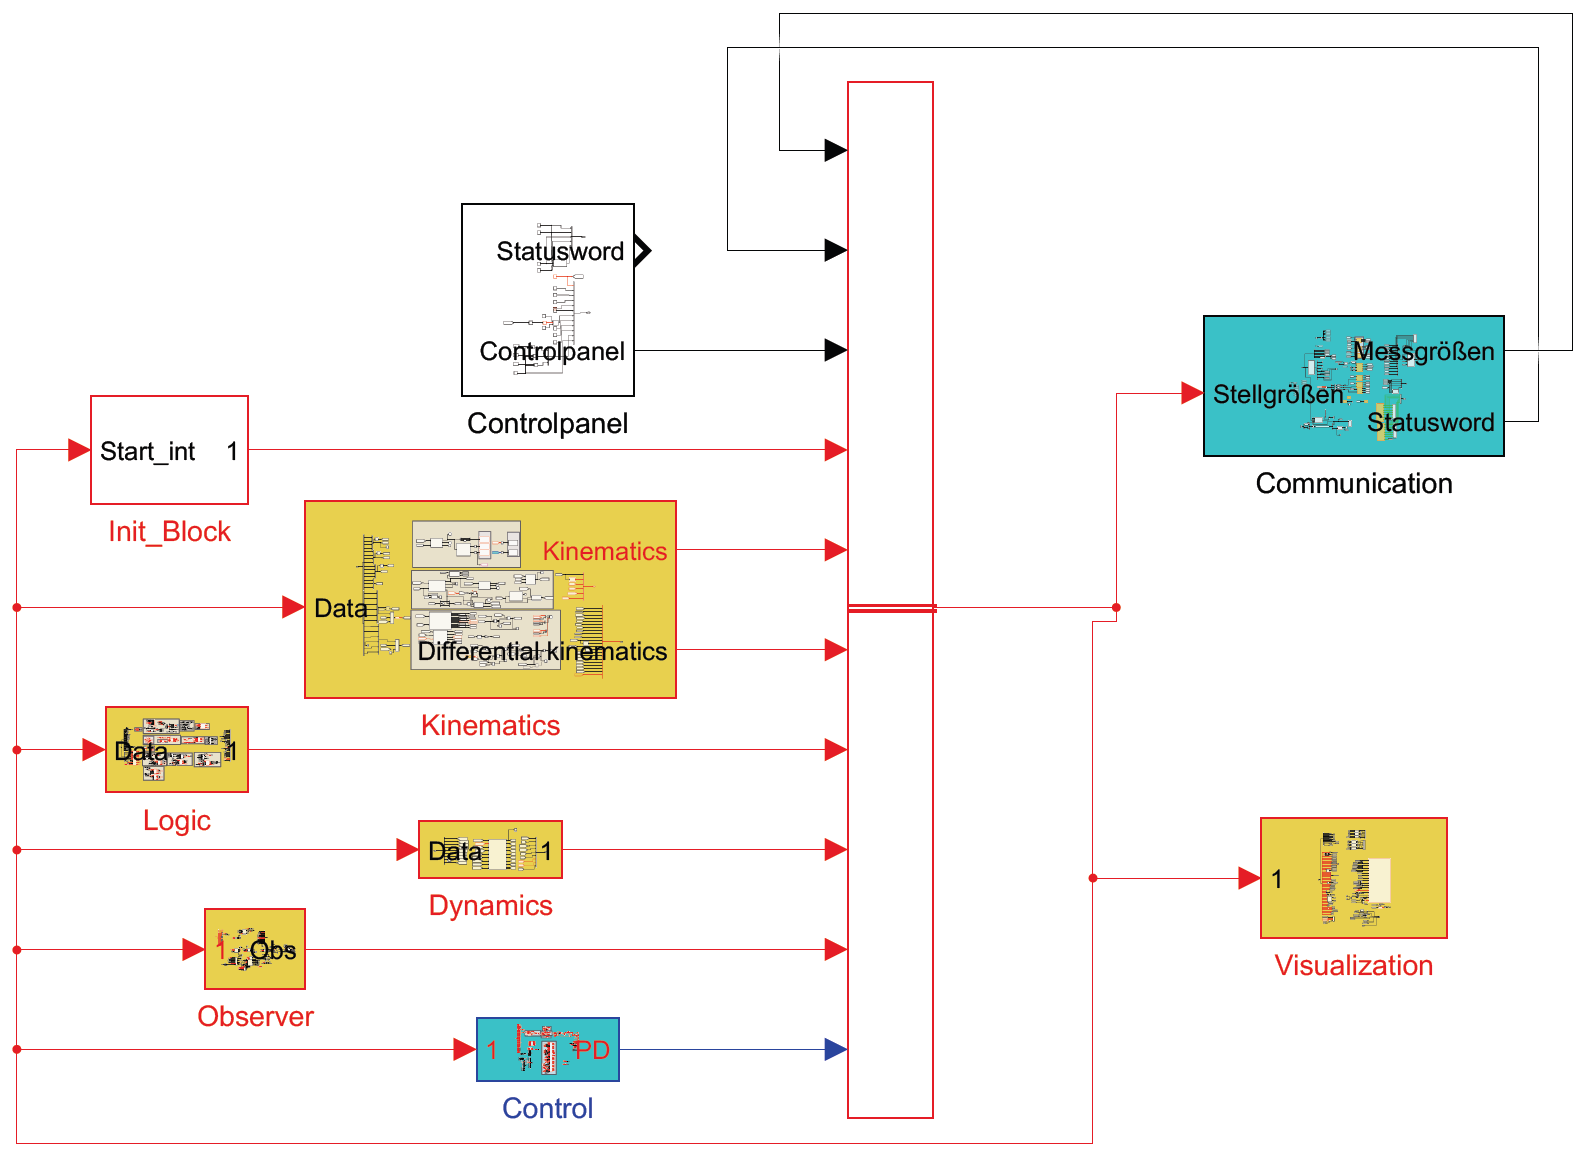 Statusword
Controlpanel
Controlpanel
Messgrößen
Stellgrößen
Statusword
Communication
Start_int 1
Init_Block
Kinematics
Data
Differential kinematics
Kinematics
Data 1
Logic
Data 1
Dynamics
1
Visualization
1 Obs
Observer
1 PD
Control